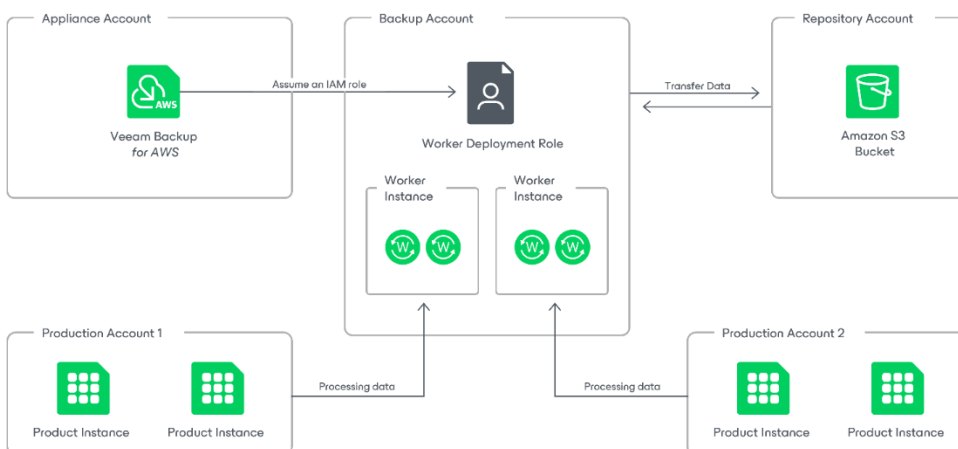 Appliance Account
Backup Account
Repository Account
AWS
Veeam Backup
for AWS
Assume an IAM role
Worker Deployment Role
Transfer Data
Amazon S3
Bucket
Worker
Instance
W
W
Worker
Instance
W
W
Production Account 1
Product Instance
Product Instance
Processing data
Processing data
Production Account 2
Product Instance
Product Instance